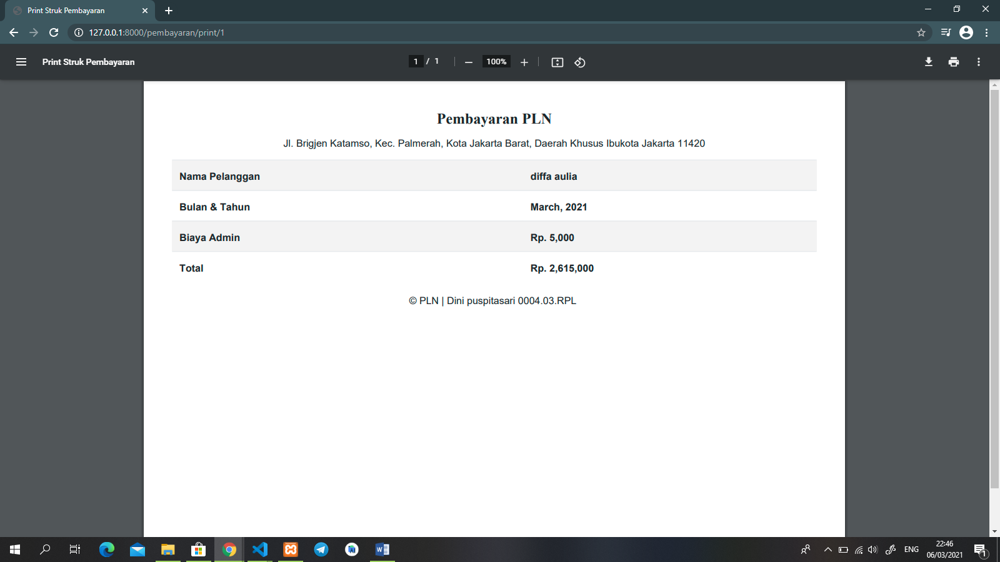 Print Struk Pembayaran
127.0.0.1:8000/pembayaran/print/1
Print Struk Pembayaran
1 / 1
100%
Pembayaran PLN
Jl. Brigjen Katamso, Kec. Palmerah, Kota Jakarta Barat, Daerah Khusus Ibukota Jakarta 11420
Nama Pelanggan diffa aulia
Bulan & Tahun March, 2021
Biaya Admin Rp. 5,000
Total Rp. 2,615,000
© PLN | Dini puspitasari 0004.03.RPL
ENG
22:46
06/03/2021
1